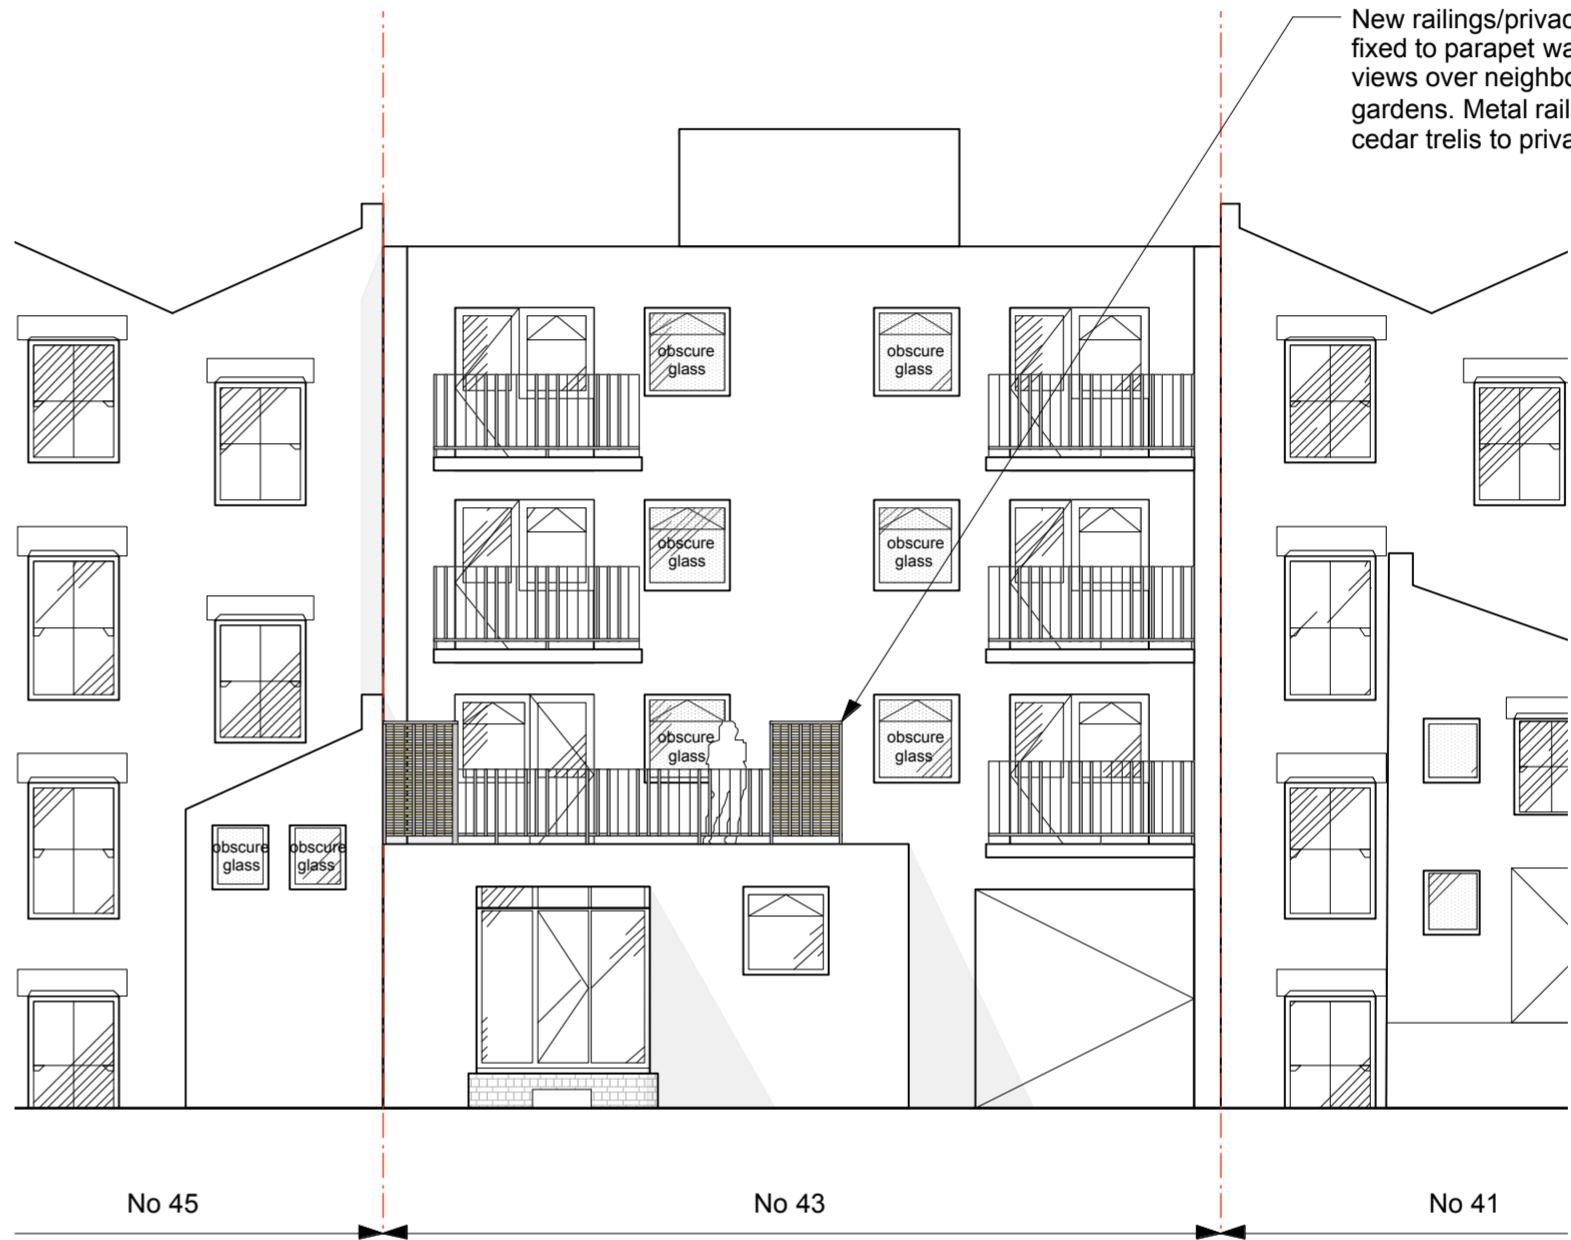 New railings/privac
fixed to parapet wa
views over neighbo
gardens. Metal rail
cedar trelis to priva
obscure
glass
obscure
glass
obscure
glass
obscure
glass
obscure
glass
obscure
glass
obscure
glass
obscure
glass
No 45
No 43
No 41